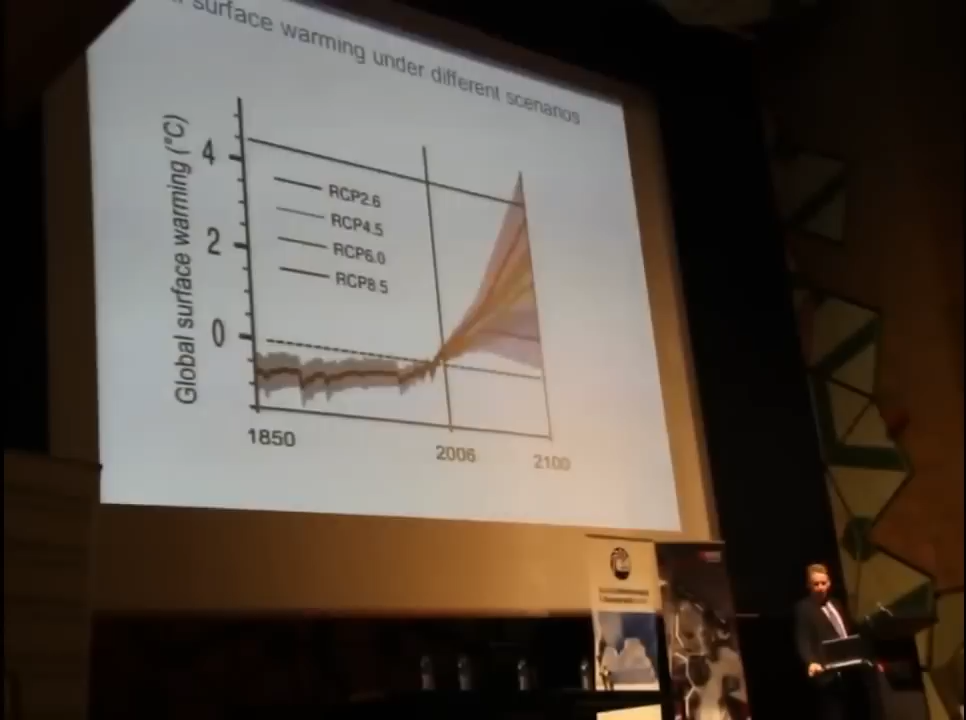 surface warming under different scenarios
Global surface warming (°C)
4
2
0
RCP2.6
RCP4.5
RCP6.0
RCP8.5
1850
2006
2100